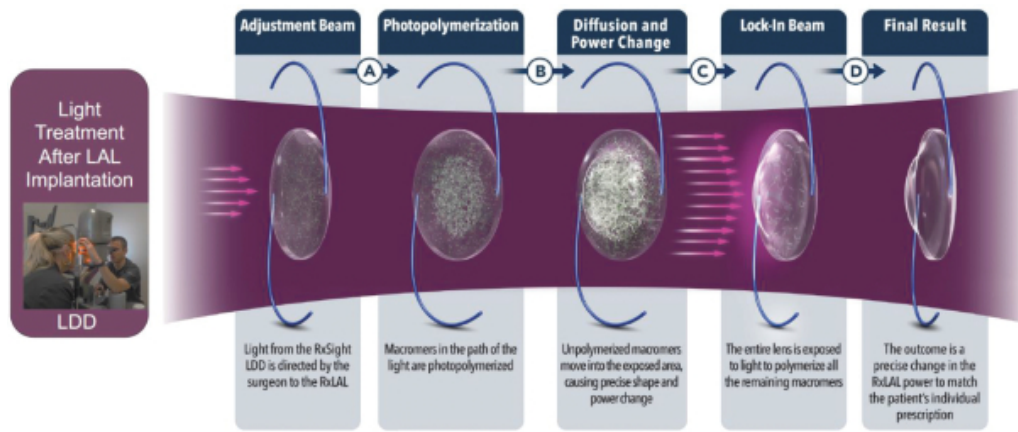 Light
Treatment
After LAL
Implantation
LDD
Adjustment Beam
A
Photopolymerization
B
Diffusion and
Power Change
C
Lock-In Beam
D
Final Result
Light from the RxSight
LDD is directed by the
surgeon to the RxLAL
Macromers in the path of the
light are photopolymerized
Unpolymerized macromers
move into the exposed area,
causing precise shape and
power change
The entire lens is exposed
to light to polymerize all
the remaining macromers
The outcome is a
precise change in the
RxLAL power to match
the patient's individual
prescription